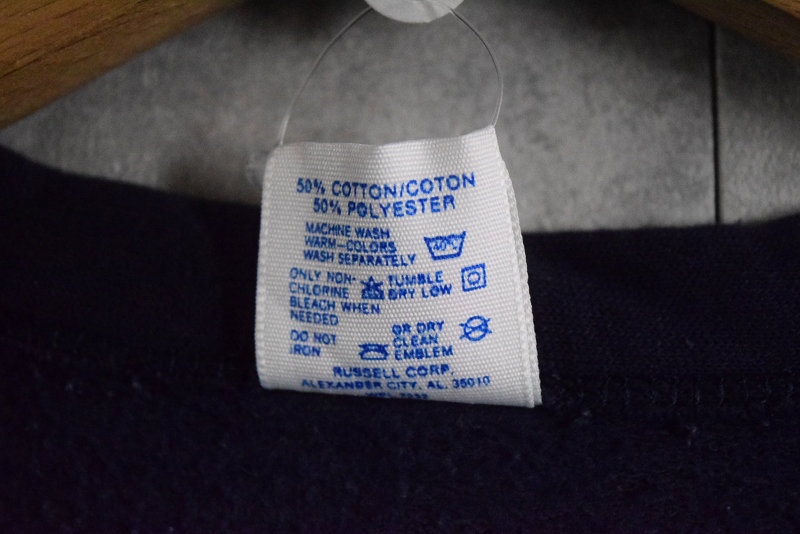 50% COTTON/COTON
50% POLYESTER
MACHINE WASH
WARM-COLORS
WASH SEPARATELY
40°C
ONLY NON-
CHLORINE
BLEACH WHEN
NEEDED
TUMBLE
DRY LOW
DO NOT
IRON
OR DRY
CLEAN
EMBLEM
RUSSELL CORP.
ALEXANDER CITY, AL. 35010